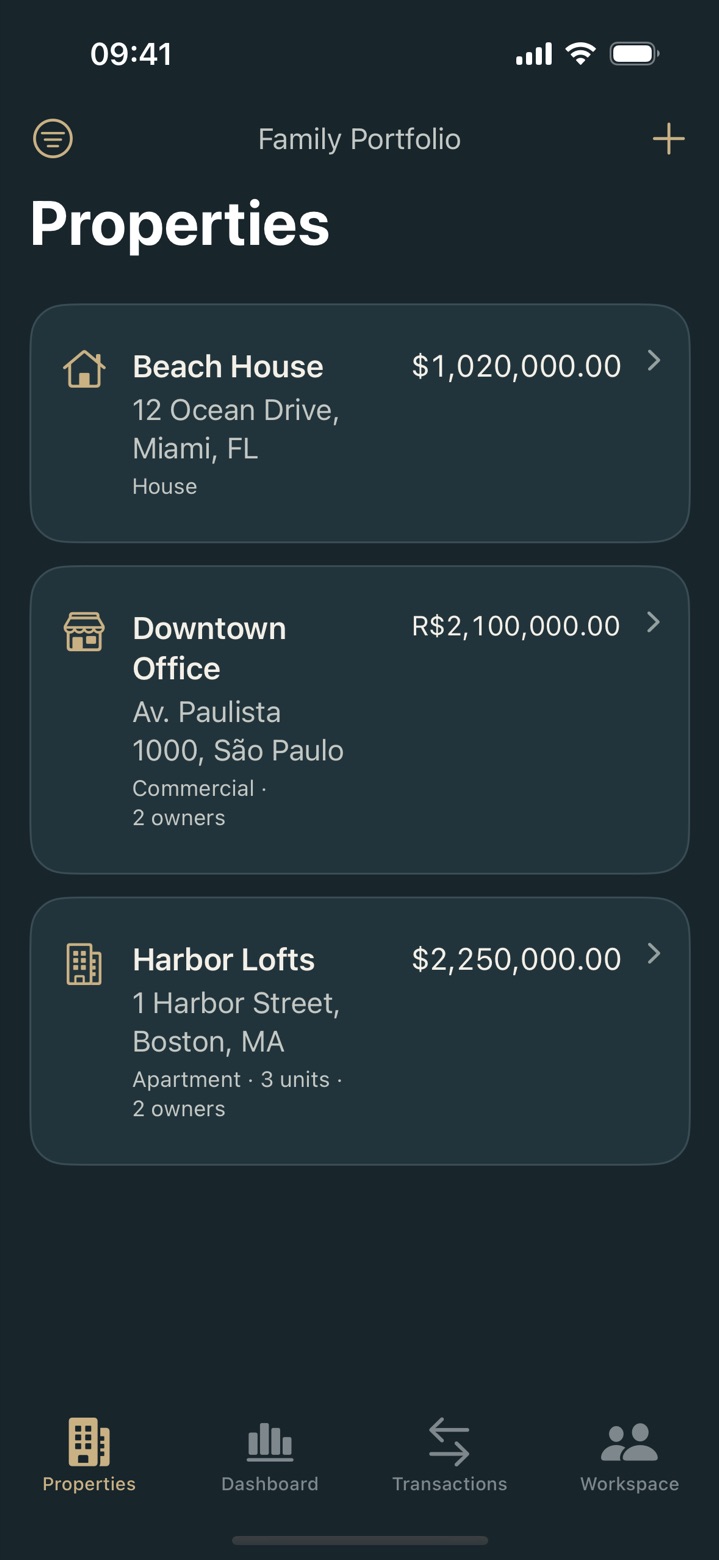 09:41
Family Portfolio
Properties
Beach House
$1,020,000.00
12 Ocean Drive,
Miami, FL
House
Downtown
R$2,100,000.00
Office
Av. Paulista
1000, São Paulo
Commercial ·
2 owners
Harbor Lofts
$2,250,000.00
1 Harbor Street,
Boston, MA
Apartment · 3 units ·
2 owners
Properties
Dashboard
Transactions
Workspace